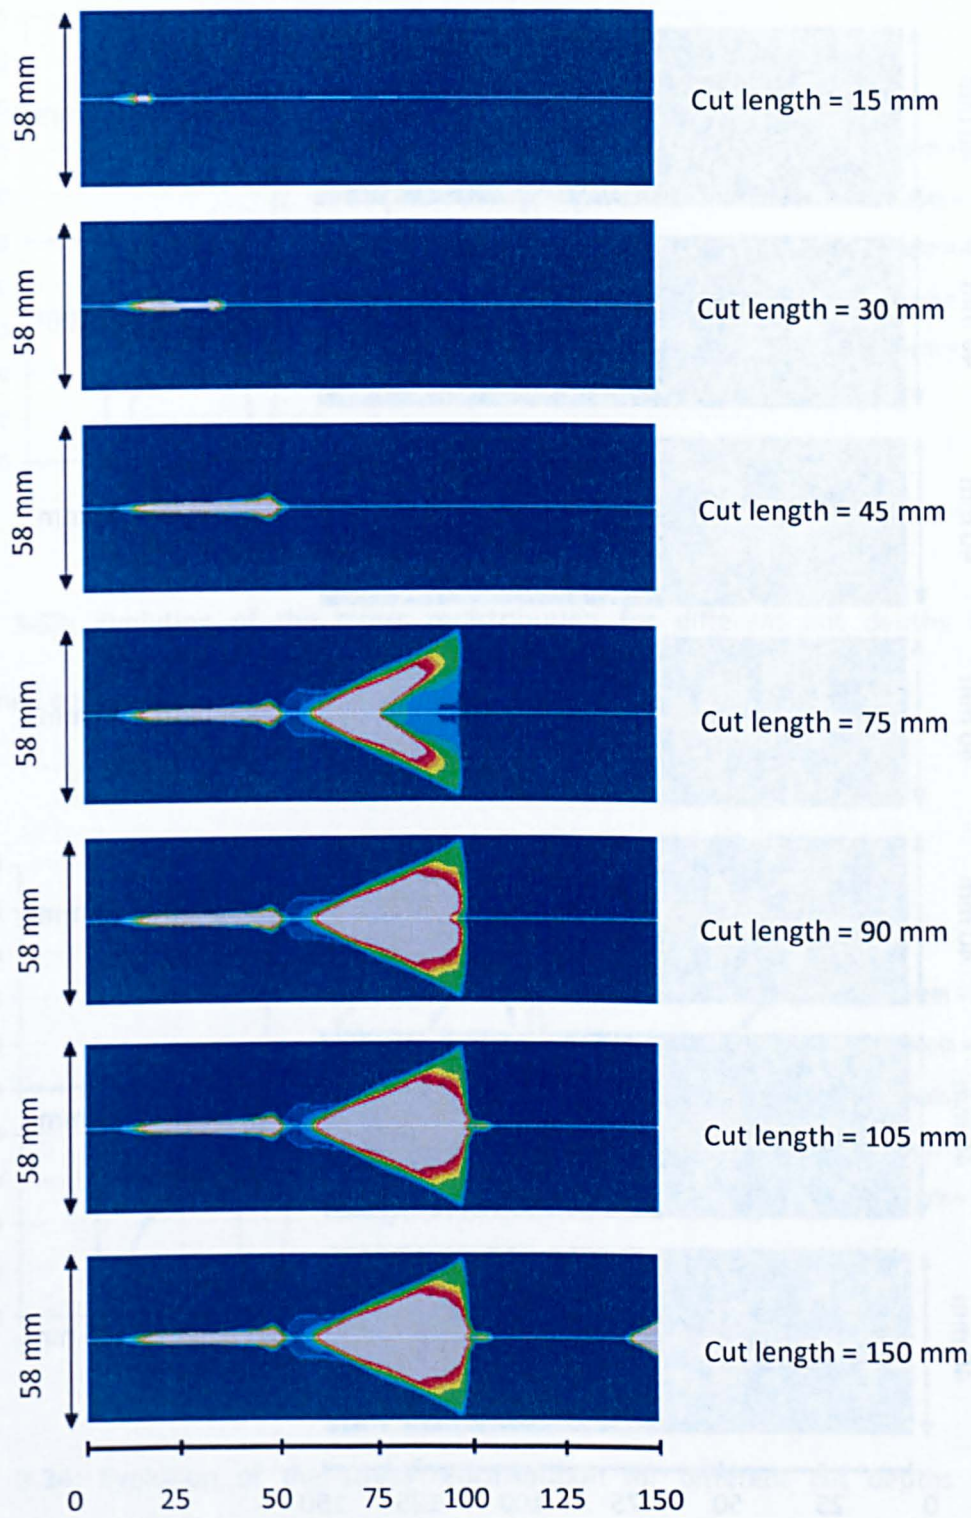 58 mm
Cut length = 15 mm
58 mm
Cut length = 30 mm
58 mm
Cut length = 45 mm
58 mm
Cut length = 75 mm
58 mm
Cut length = 90 mm
58 mm
Cut length = 105 mm
58 mm
Cut length = 150 mm
0 25 50 75 100 125 150